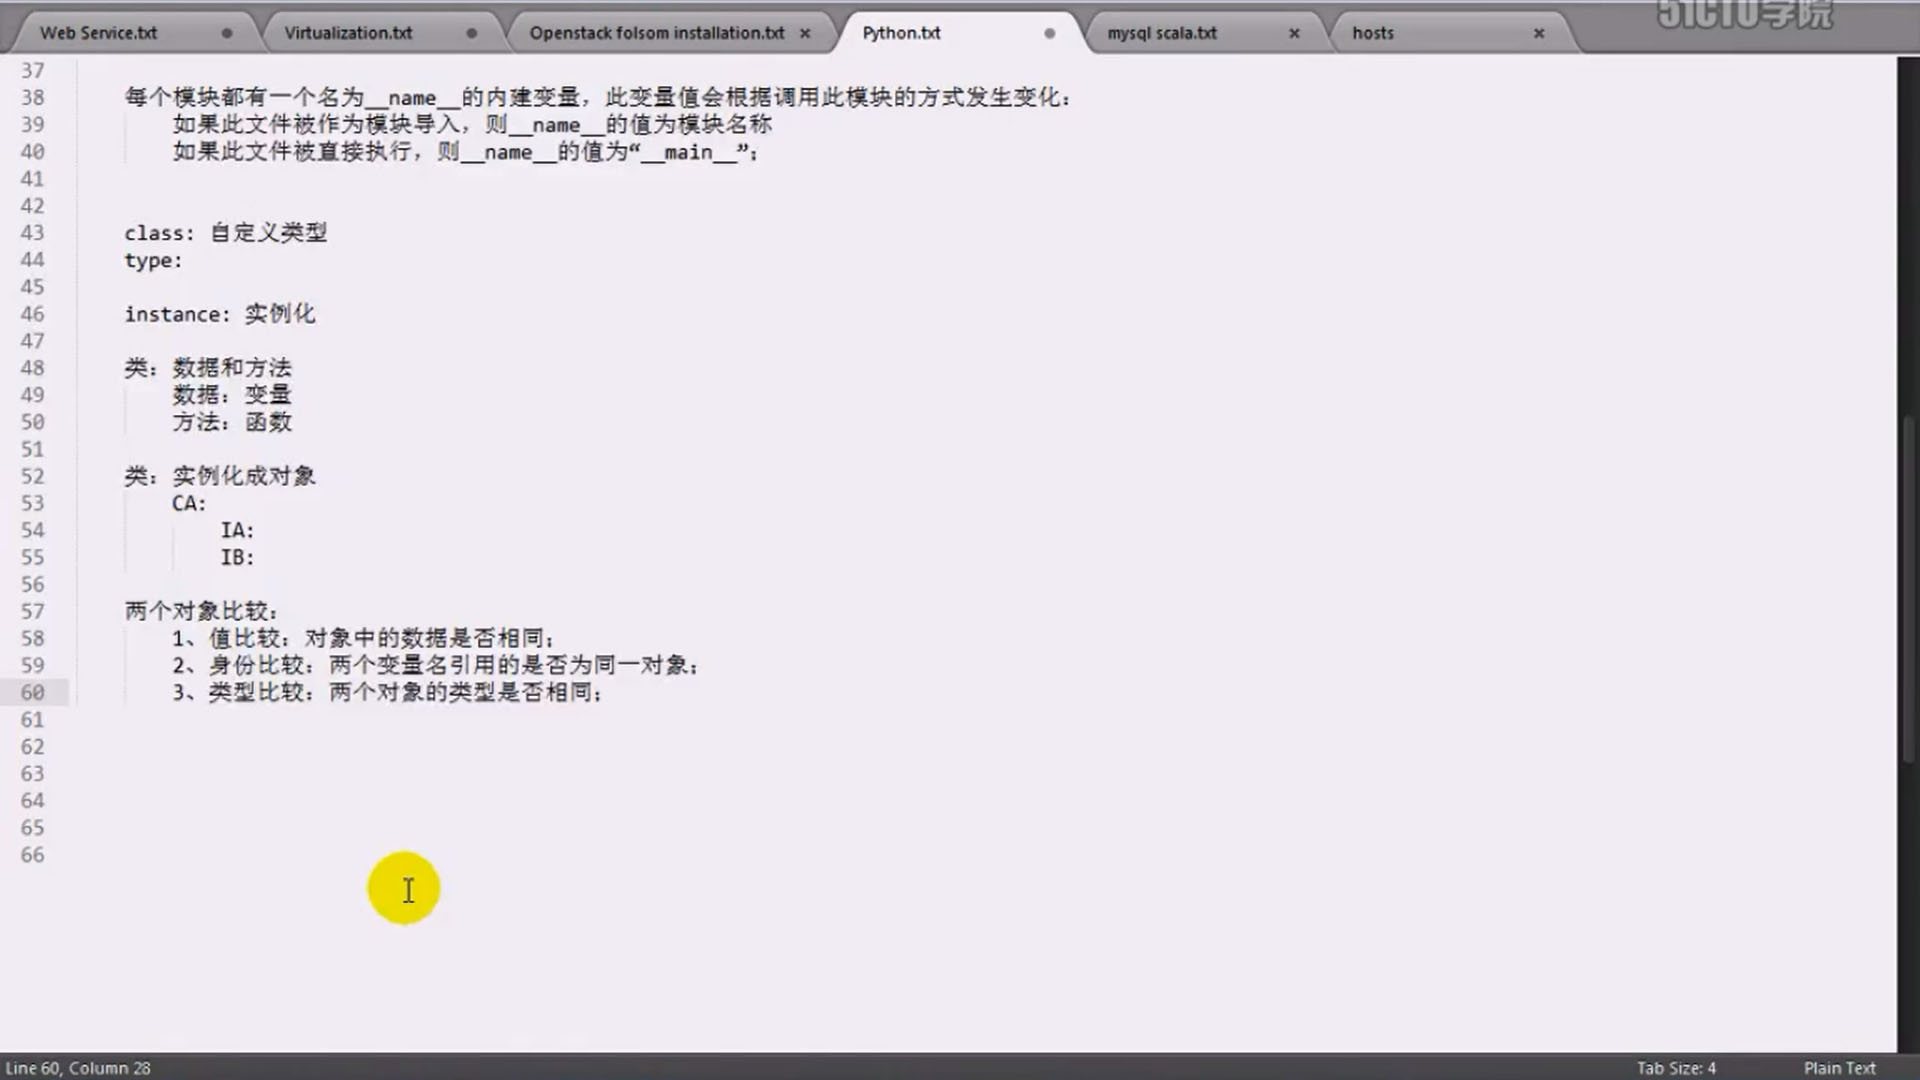 51CTO学院
Web Service.txt
Virtualization.txt
Openstack folsom installation.txt
Python.txt
mysql scala.txt
hosts
37
38 每个模块都有一个名为__name__的内建变量，此变量值会根据调用此模块的方式发生变化：
39 如果此文件被作为模块导入，则__name__的值为模块名称
40 如果此文件被直接执行，则__name__的值为“__main__”；
41
42
43 class: 自定义类型
44 type:
45
46 instance: 实例化
47
48 类：数据和方法
49 数据：变量
50 方法：函数
51
52 类：实例化成对象
53 CA:
54 IA:
55 IB:
56
57 两个对象比较：
58 1、值比较：对象中的数据是否相同；
59 2、身份比较：两个变量名引用的是否为同一对象；
60 3、类型比较：两个对象的类型是否相同；
61
62
63
64
65
66
Line 60, Column 28
Tab Size: 4
Plain Text